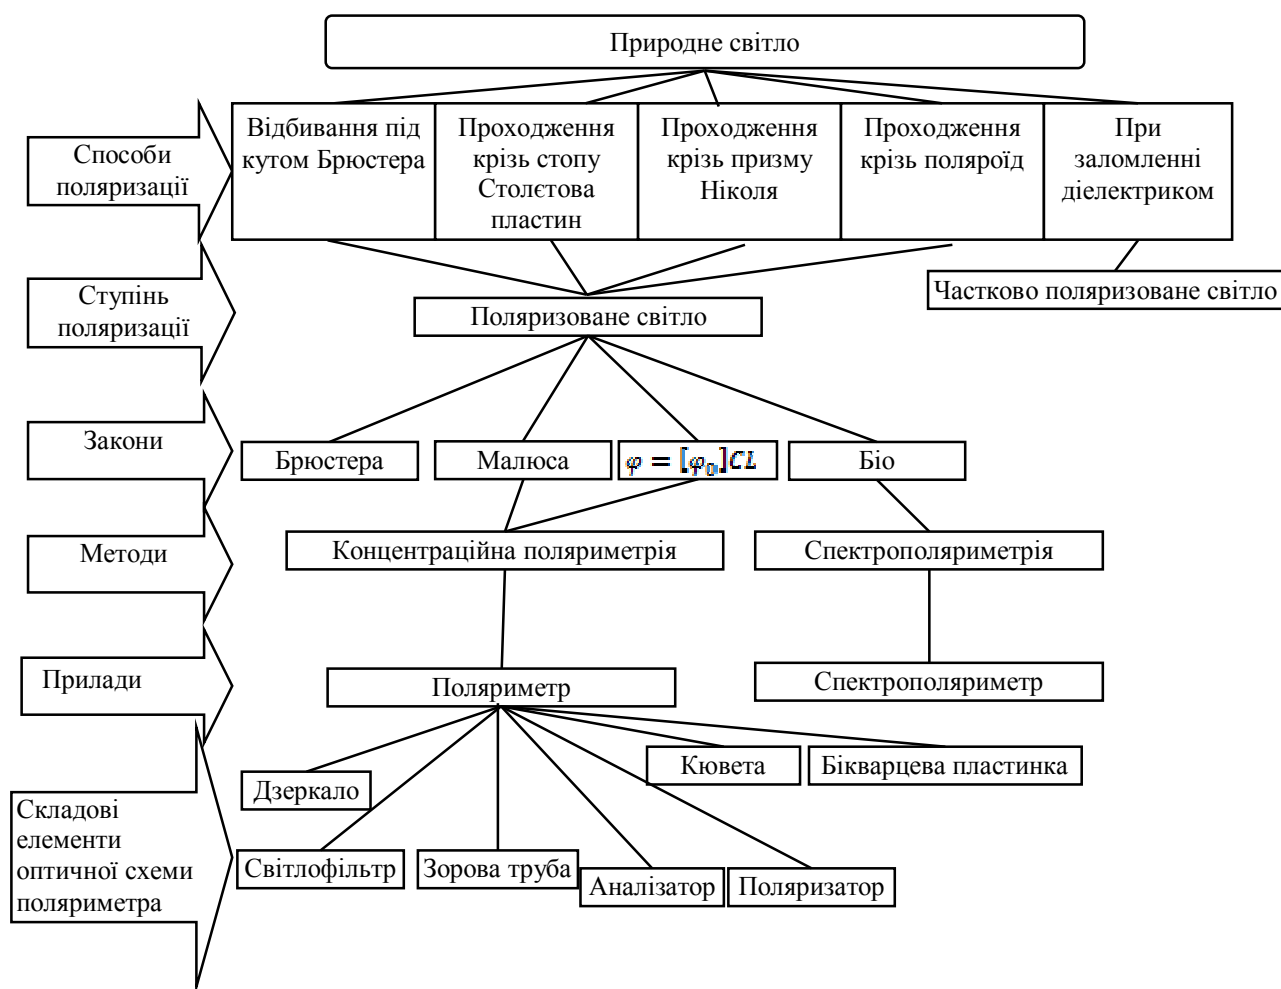 Природне світло
Способи
поляризації
Відбивання під
кутом Брюстера
Проходження
крізь стопу
Столєтова
пластин
Проходження
крізь призму
Ніколя
Проходження
крізь поляроїд
При
заломленні
діелектриком
Ступінь
поляризації
Поляризоване світло
Частково поляризоване світло
Закони
Брюстера
Малюса
φ = [φ₀]CL
Біо
Методи
Концентраційна поляриметрія
Спектрополяриметрія
Прилади
Поляриметр
Спектрополяриметр
Складові
елементи
оптичної схеми
поляриметра
Дзеркало
Кювета
Бікварцева пластинка
Світлофільтр
Зорова труба
Аналізатор
Поляризатор